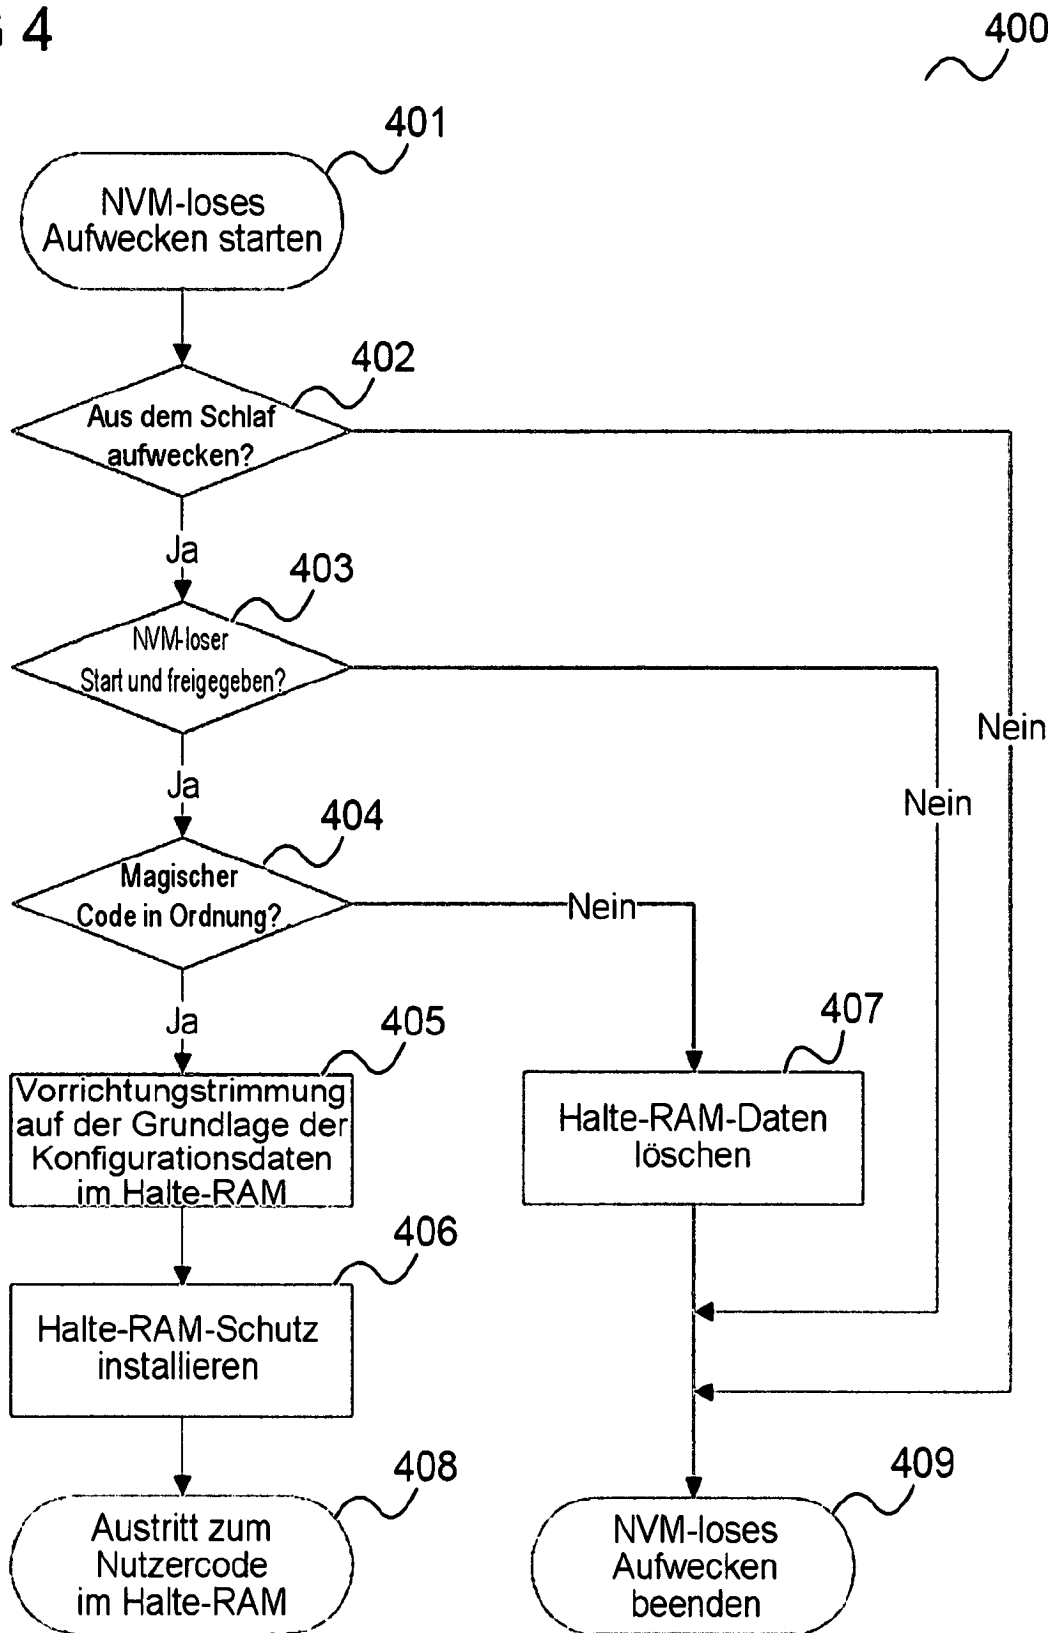 4
400
401
NVM-loses
Aufwecken starten
402
Aus dem Schlaf
aufwecken?
Ja
403
NVM-loser
Start und freigegeben?
Nein
Ja
Nein
404
Magischer
Code in Ordnung?
Nein
Ja
405
Vorrichtungstrimmung
auf der Grundlage der
Konfigurationsdaten
im Halte-RAM
407
Halte-RAM-Daten
löschen
406
Halte-RAM-Schutz
installieren
408
Austritt zum
Nutzercode
im Halte-RAM
409
NVM-loses
Aufwecken
beenden